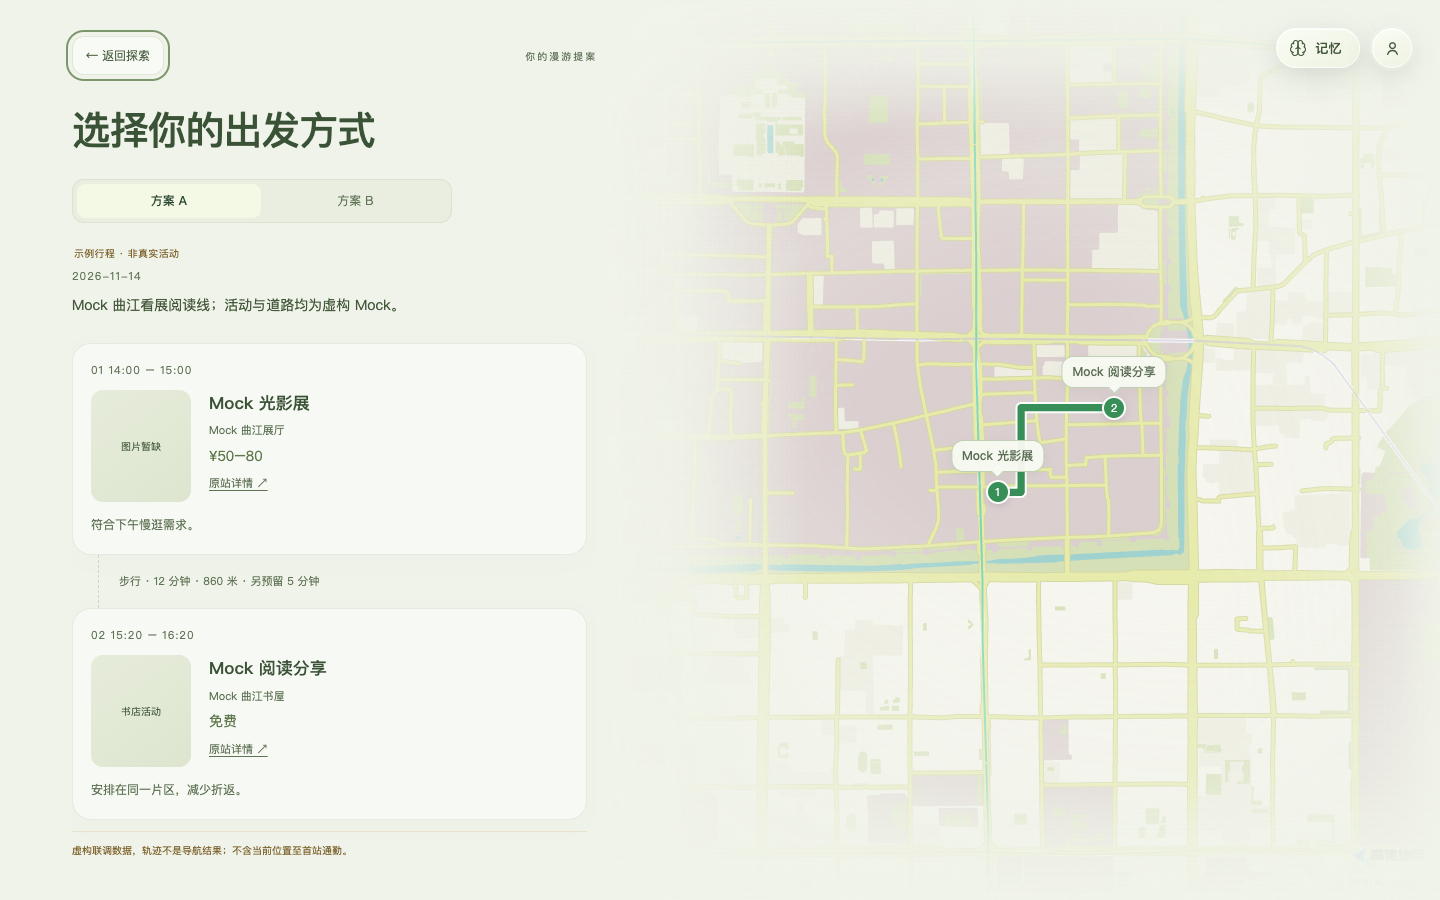 ← 返回探索
你的漫游提案
记忆
选择你的出发方式
方案 A
方案 B
示例行程 · 非真实活动
2026-11-14
Mock 曲江看展阅读线；活动与道路均为虚构 Mock。
01 14:00 — 15:00
图片暂缺
Mock 光影展
Mock 曲江展厅
¥50—80
原站详情 ↗
符合下午慢逛需求。
步行 · 12 分钟 · 860 米 · 另预留 5 分钟
02 15:20 — 16:20
书店活动
Mock 阅读分享
Mock 曲江书屋
免费
原站详情 ↗
安排在同一片区，减少折返。
虚构联调数据，轨迹不是导航结果；不含当前位置至首站通勤。
Mock 阅读分享
2
Mock 光影展
1